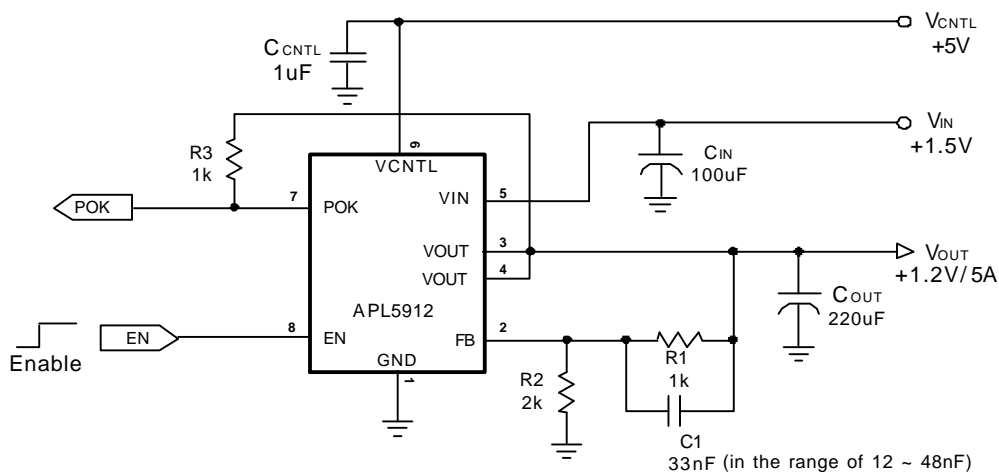 VCNTL
+5V
CCNTL
1uF
R3
1k
6
VCNTL
VIN
+1.5V
CIN
100uF
POK
7
POK
VIN
5
VOUT
3
VOUT
4
VOUT
+1.2V/5A
COUT
220uF
APL5912
Enable
EN
8
EN
FB
2
GND
1
R2
2k
R1
1k
C1
33nF (in the range of 12 ~ 48nF)